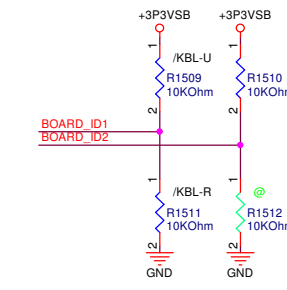 +3P3VSB +3P3VSB
1 1
/KBL-U
R1509 R1510
10KOhm 10KOhm
2 2
BOARD_ID1
BOARD_ID2
1 /KBL-R 1 @
R1511 R1512
10KOhm 10KOhm
2 2
GND GND